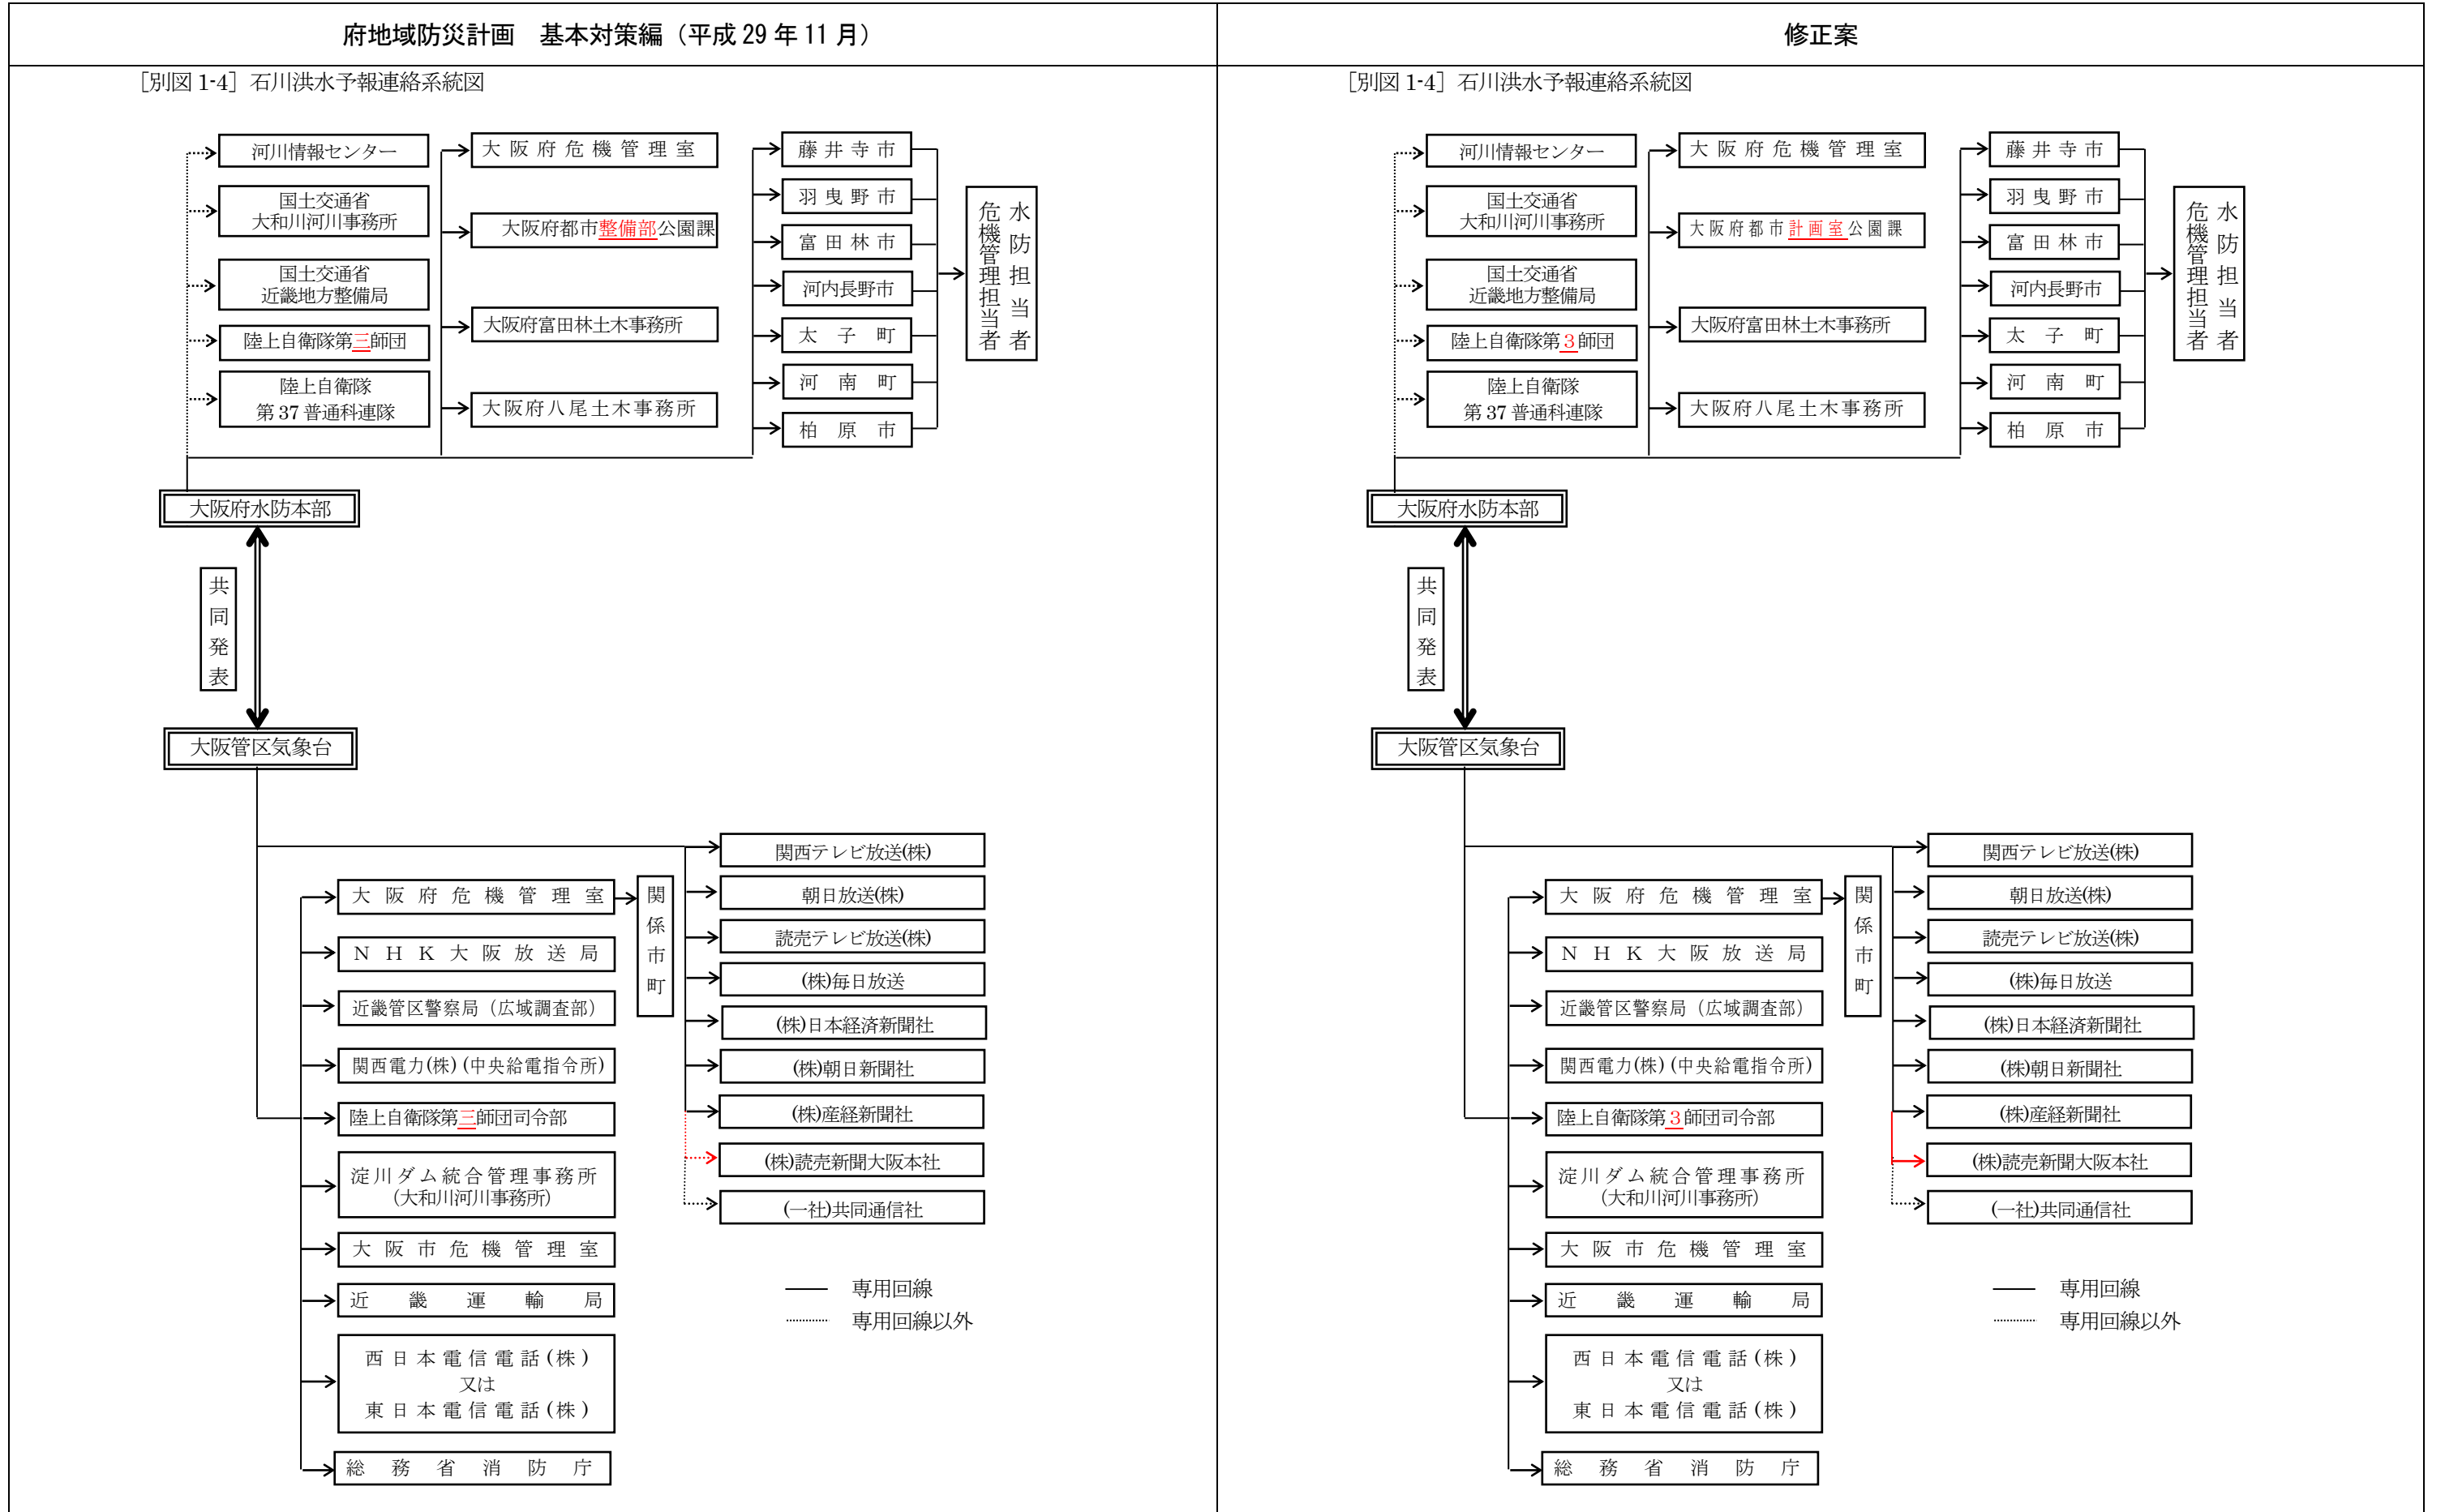 府地域防災計画　基本対策編（平成 29 年 11 月）
［別図 1-4］石川洪水予報連絡系統図
河川情報センター
国土交通省
大和川河川事務所
国土交通省
近畿地方整備局
陸上自衛隊第三師団
陸上自衛隊
第 37 普通科連隊
大阪府危機管理室
大阪府都市整備部公園課
大阪府富田林土木事務所
大阪府八尾土木事務所
藤井寺市
羽曳野市
富田林市
河内長野市
太子町
河南町
柏原市
水防担当者
危機管理担当者
大阪府水防本部
共同発表
大阪管区気象台
大阪府危機管理室
ＮＨＫ大阪放送局
近畿管区警察局（広域調査部）
関西電力(株) (中央給電指令所)
陸上自衛隊第三師団司令部
淀川ダム統合管理事務所
（大和川河川事務所）
大阪市危機管理室
近畿運輸局
西日本電信電話(株)
又は
東日本電信電話(株)
総務省消防庁
関係市町
関西テレビ放送(株)
朝日放送(株)
読売テレビ放送(株)
(株)毎日放送
(株)日本経済新聞社
(株)朝日新聞社
(株)産経新聞社
(株)読売新聞大阪本社
(一社)共同通信社
専用回線
専用回線以外
修正案
［別図 1-4］石川洪水予報連絡系統図
河川情報センター
国土交通省
大和川河川事務所
国土交通省
近畿地方整備局
陸上自衛隊第３師団
陸上自衛隊
第 37 普通科連隊
大阪府危機管理室
大阪府都市計画室公園課
大阪府富田林土木事務所
大阪府八尾土木事務所
藤井寺市
羽曳野市
富田林市
河内長野市
太子町
河南町
柏原市
水防担当者
危機管理担当者
大阪府水防本部
共同発表
大阪管区気象台
大阪府危機管理室
ＮＨＫ大阪放送局
近畿管区警察局（広域調査部）
関西電力(株) (中央給電指令所)
陸上自衛隊第３師団司令部
淀川ダム統合管理事務所
（大和川河川事務所）
大阪市危機管理室
近畿運輸局
西日本電信電話(株)
又は
東日本電信電話(株)
総務省消防庁
関係市町
関西テレビ放送(株)
朝日放送(株)
読売テレビ放送(株)
(株)毎日放送
(株)日本経済新聞社
(株)朝日新聞社
(株)産経新聞社
(株)読売新聞大阪本社
(一社)共同通信社
専用回線
専用回線以外